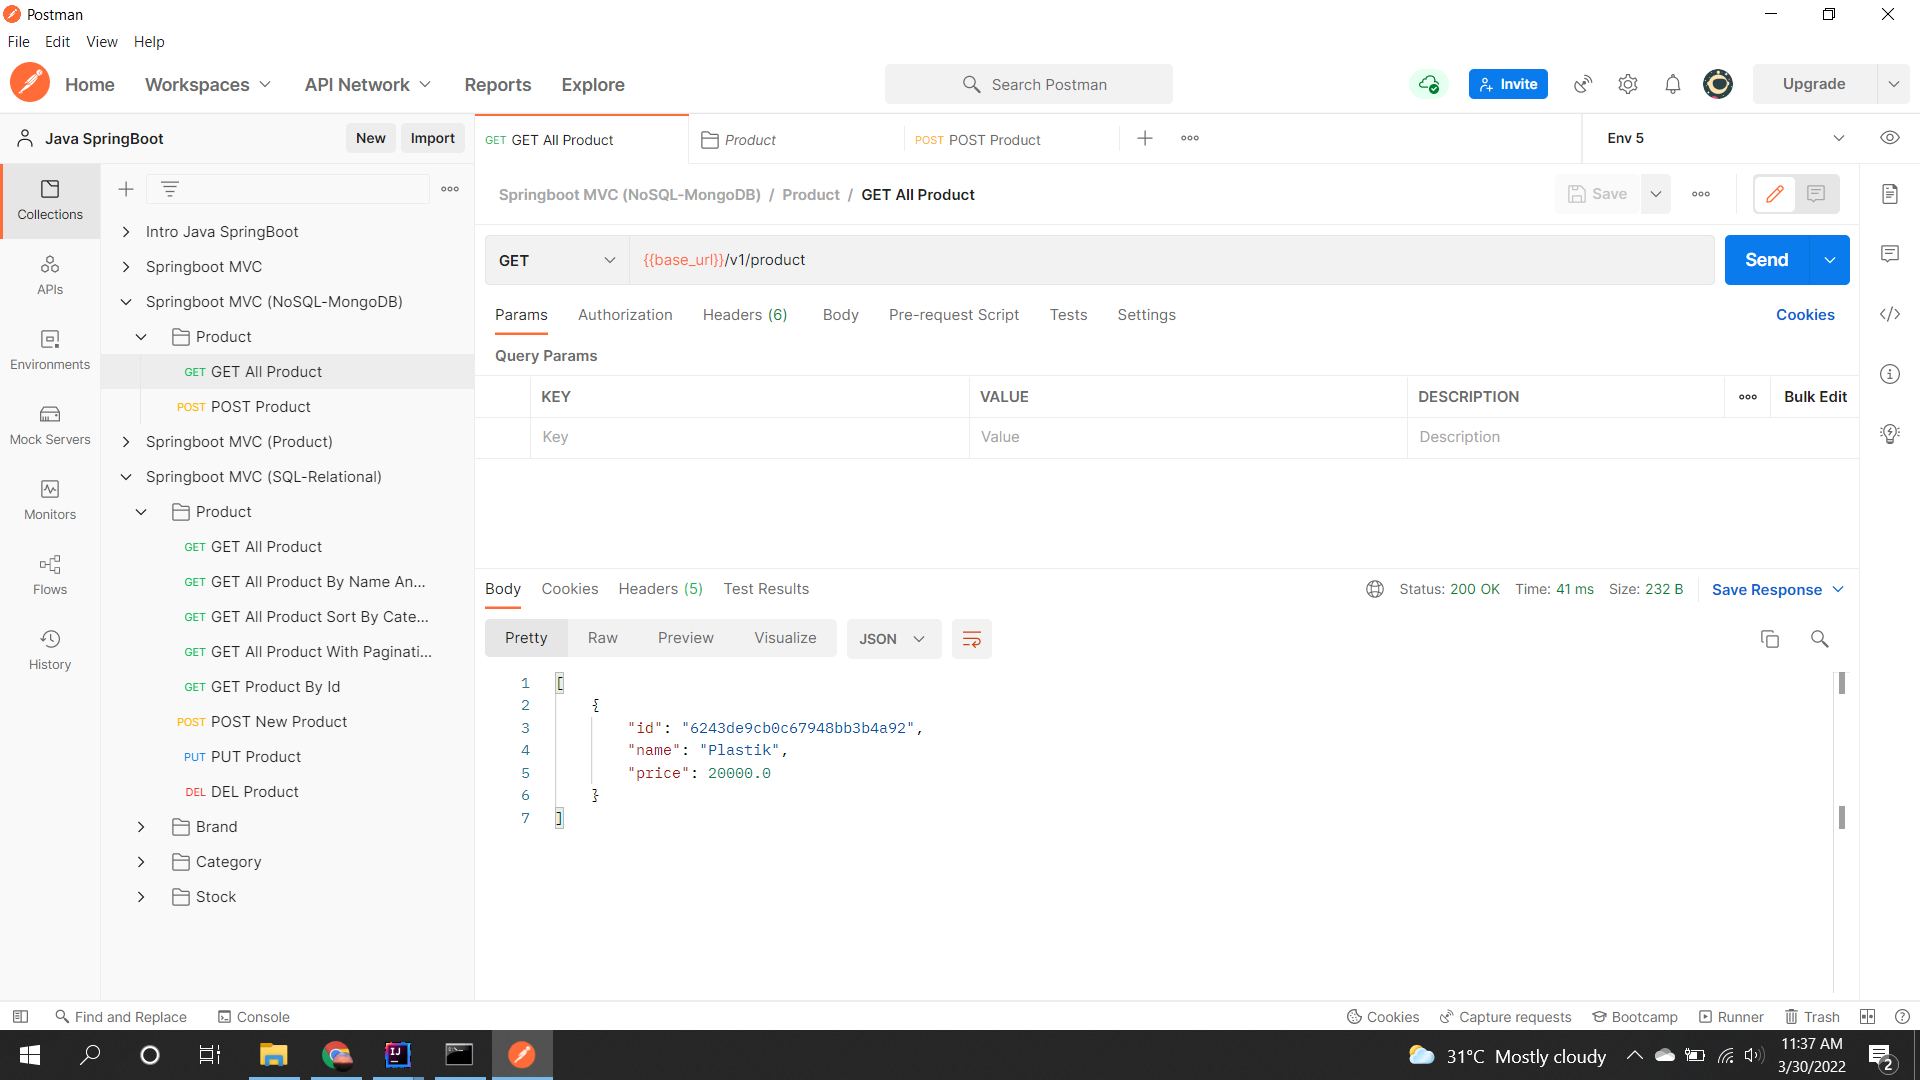 Postman
File Edit View Help
Home Workspaces API Network Reports Explore Search Postman Invite Upgrade
Java SpringBoot New Import
GET GET All Product Product POST POST Product Env 5
Collections
APIs
Environments
Mock Servers
Monitors
Flows
History
Intro Java SpringBoot
Springboot MVC
Springboot MVC (NoSQL-MongoDB)
Product
GET GET All Product
POST POST Product
Springboot MVC (Product)
Springboot MVC (SQL-Relational)
Product
GET GET All Product
GET GET All Product By Name An...
GET GET All Product Sort By Cate...
GET GET All Product With Paginati...
GET GET Product By Id
POST POST New Product
PUT PUT Product
DEL DEL Product
Brand
Category
Stock
Springboot MVC (NoSQL-MongoDB) / Product / GET All Product Save
GET {{base_url}}/v1/product Send
Params Authorization Headers (6) Body Pre-request Script Tests Settings Cookies
Query Params
KEY VALUE DESCRIPTION Bulk Edit
Key Value Description
Body Cookies Headers (5) Test Results Status: 200 OK Time: 41 ms Size: 232 B Save Response
Pretty Raw Preview Visualize JSON
1 [
2 {
3 "id": "6243de9cb0c67948bb3b4a92",
4 "name": "Plastik",
5 "price": 20000.0
6 }
7 ]
Find and Replace Console Cookies Capture requests Bootcamp Runner Trash
31°C Mostly cloudy 11:37 AM
3/30/2022 2